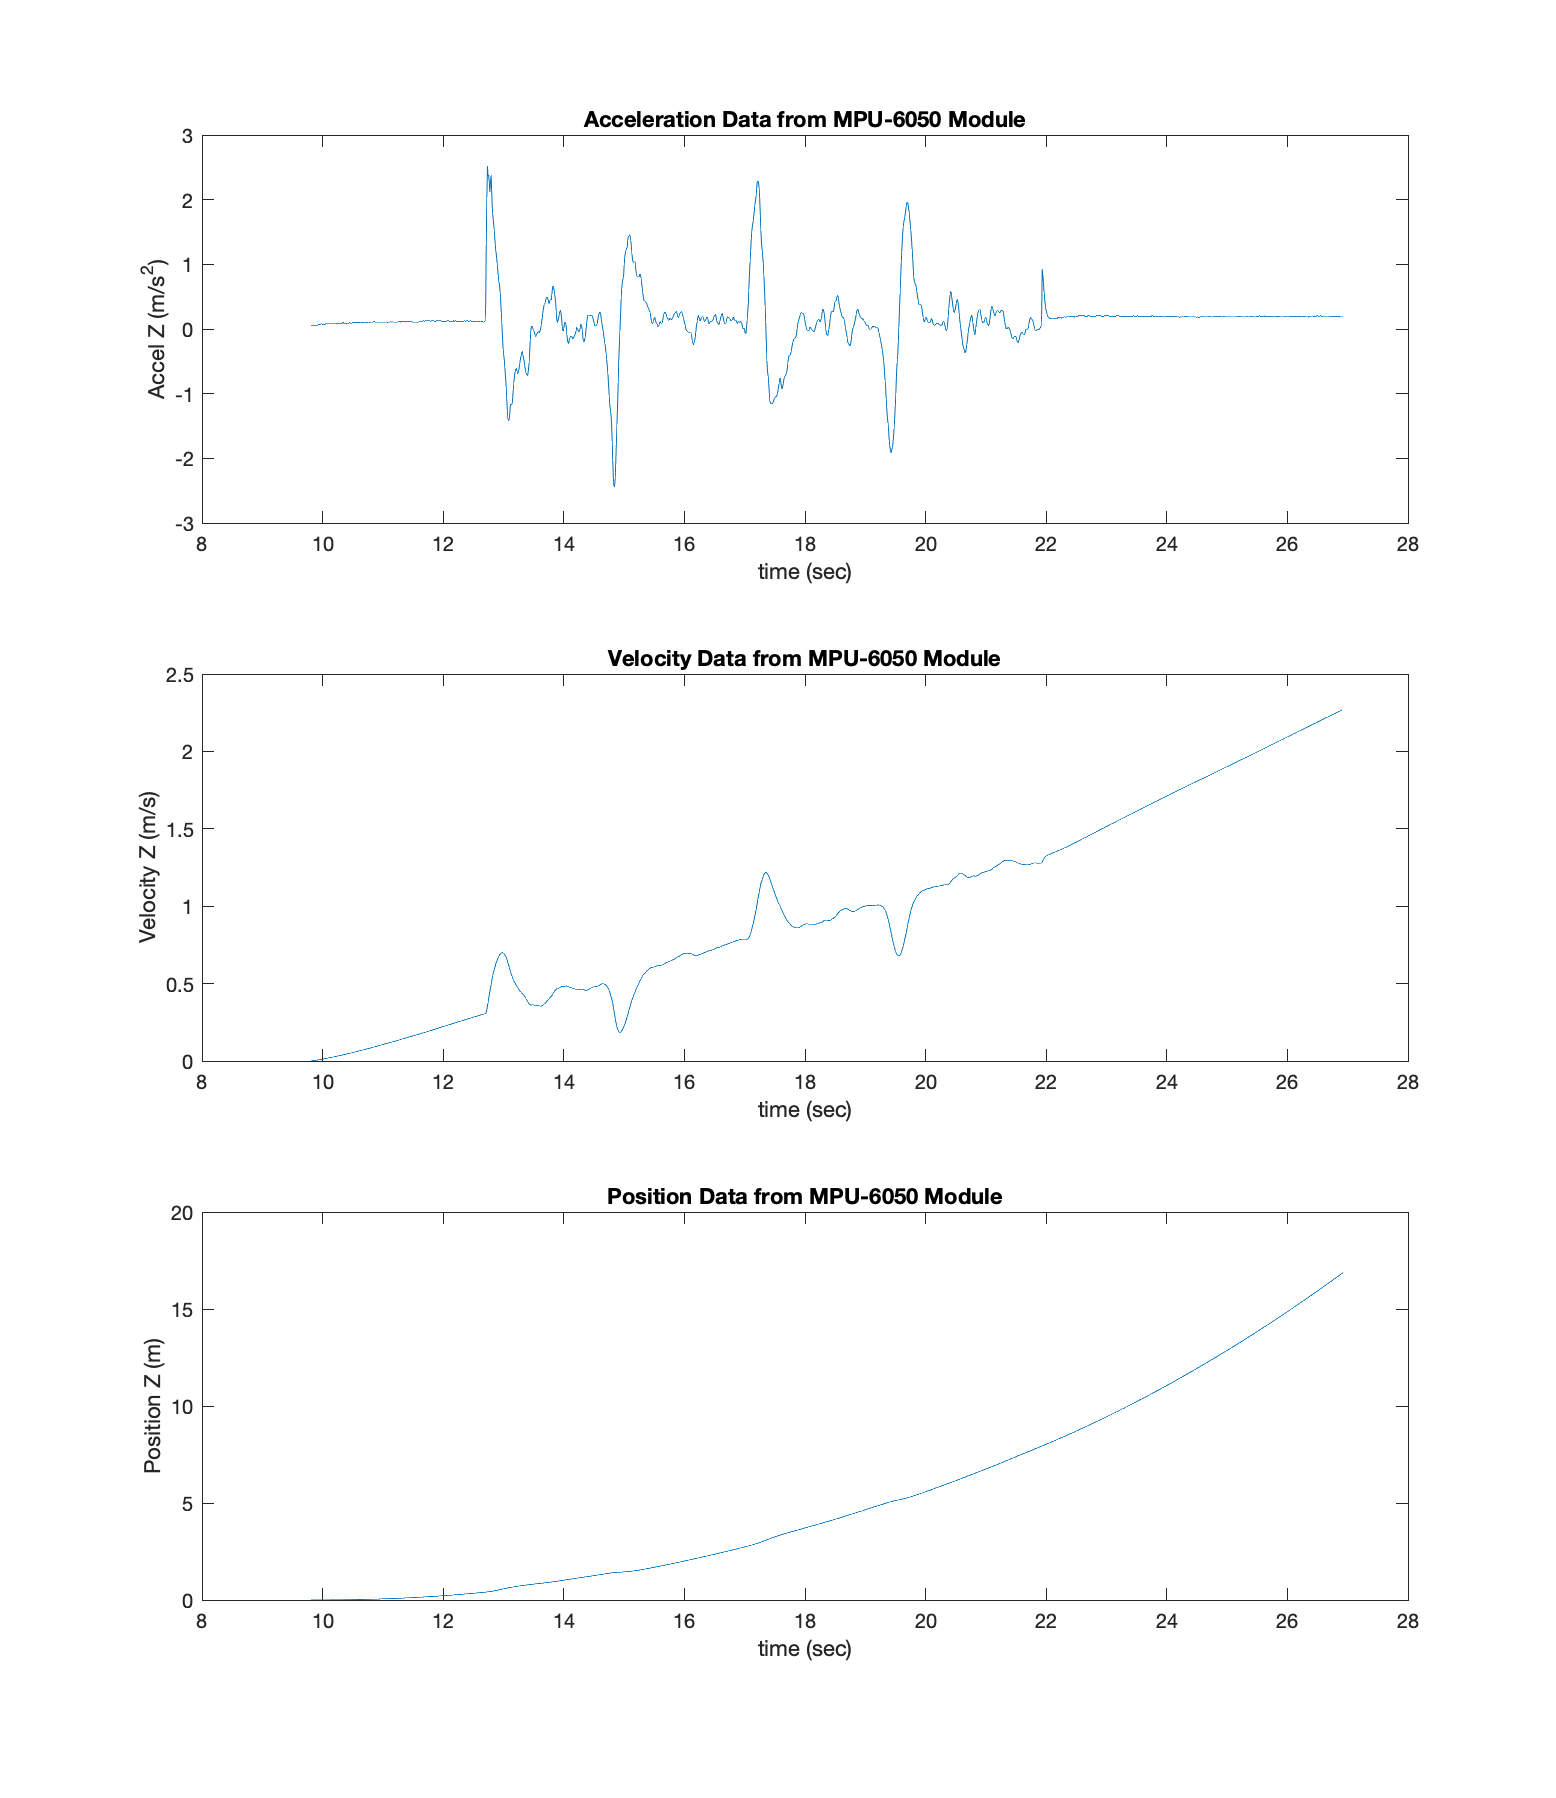 Acceleration Data from MPU-6050 Module
3
2
1
0
-1
-2
-3
Accel Z (m/s²)
8 10 12 14 16 18 20 22 24 26 28
time (sec)
Velocity Data from MPU-6050 Module
2.5
2
1.5
1
0.5
0
Velocity Z (m/s)
8 10 12 14 16 18 20 22 24 26 28
time (sec)
Position Data from MPU-6050 Module
20
15
10
5
0
Position Z (m)
8 10 12 14 16 18 20 22 24 26 28
time (sec)